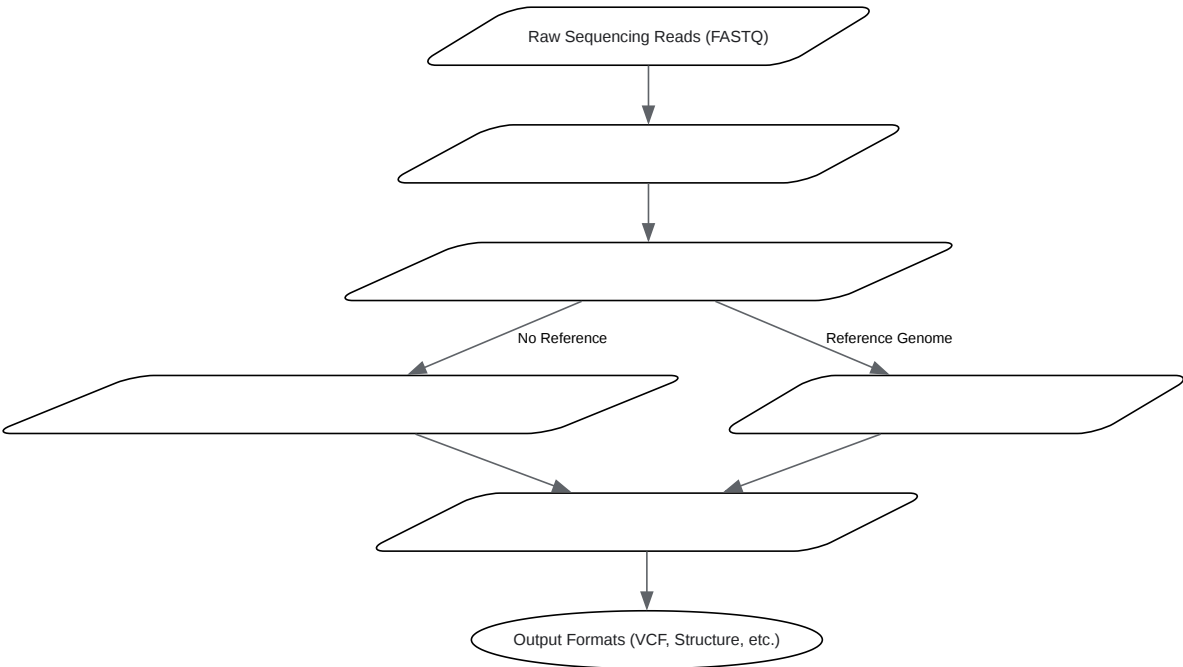 Raw Sequencing Reads (FASTQ)
No Reference
Reference Genome
Output Formats (VCF, Structure, etc.)